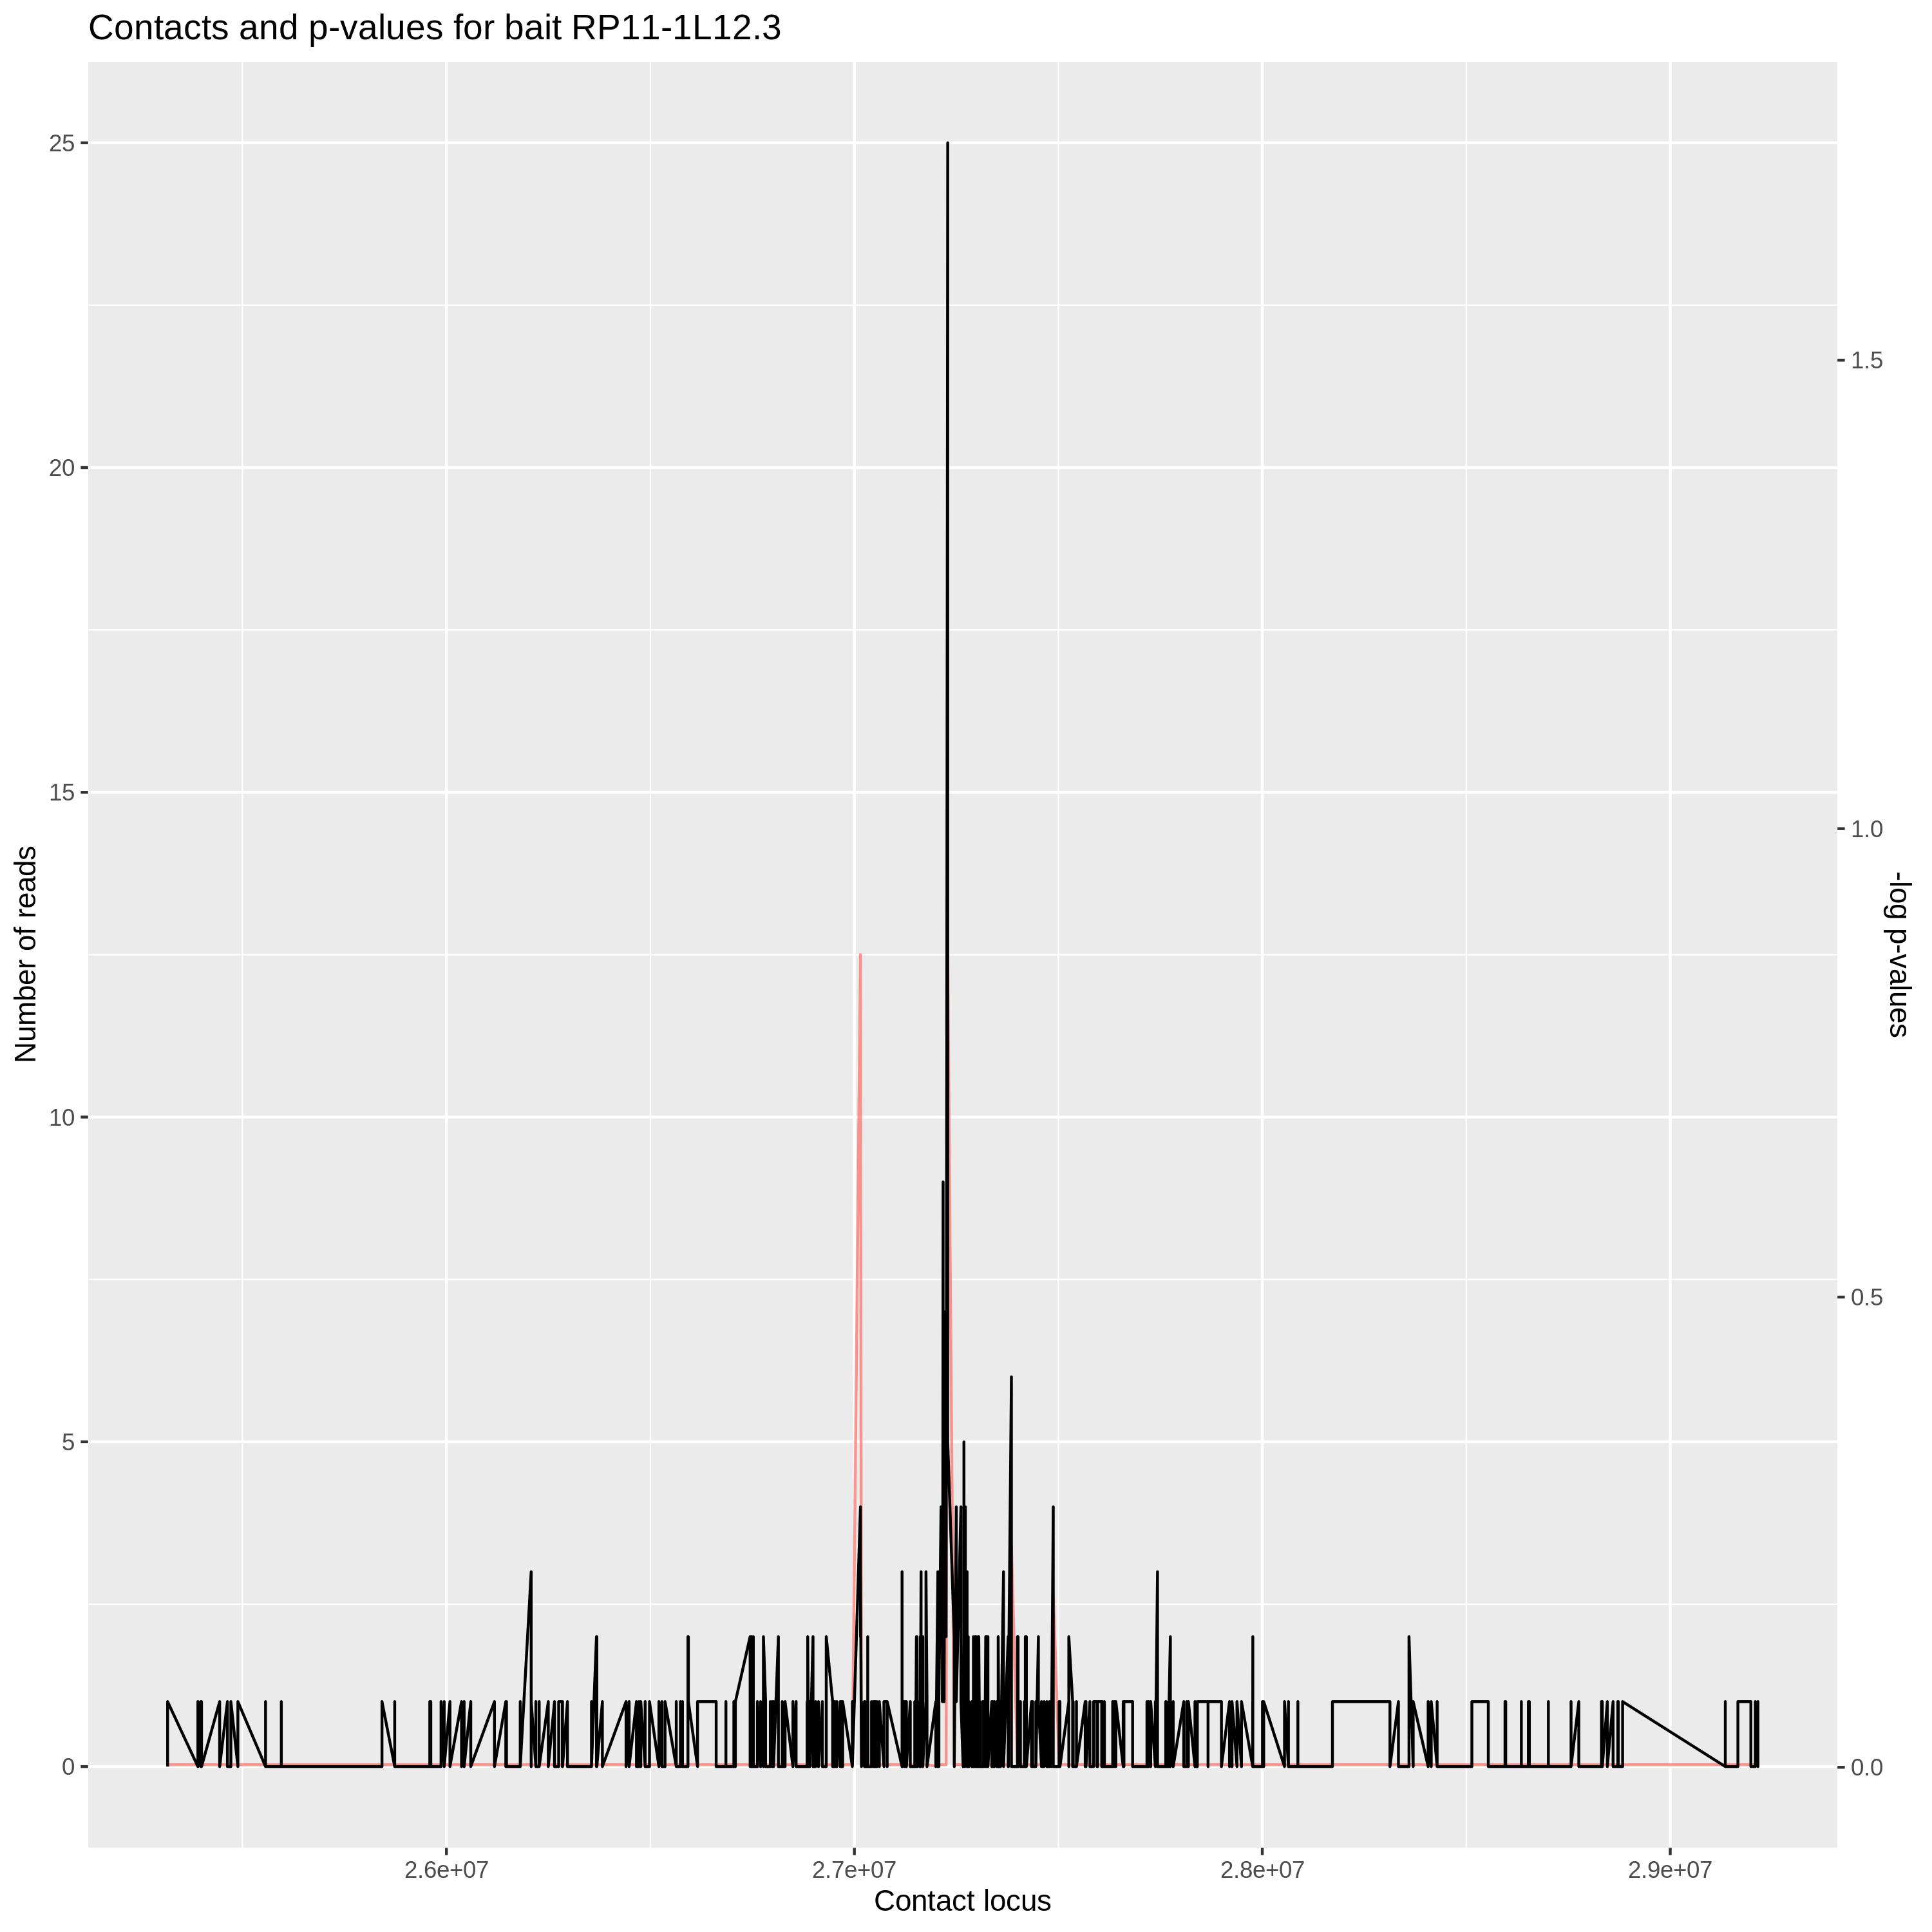 Contacts and p-values for bait RP11-1L12.3
25
20
15
10
5
0
Number of reads
1.5
1.0
0.5
0.0
-log p-values
2.6e+07 2.7e+07 2.8e+07 2.9e+07
Contact locus